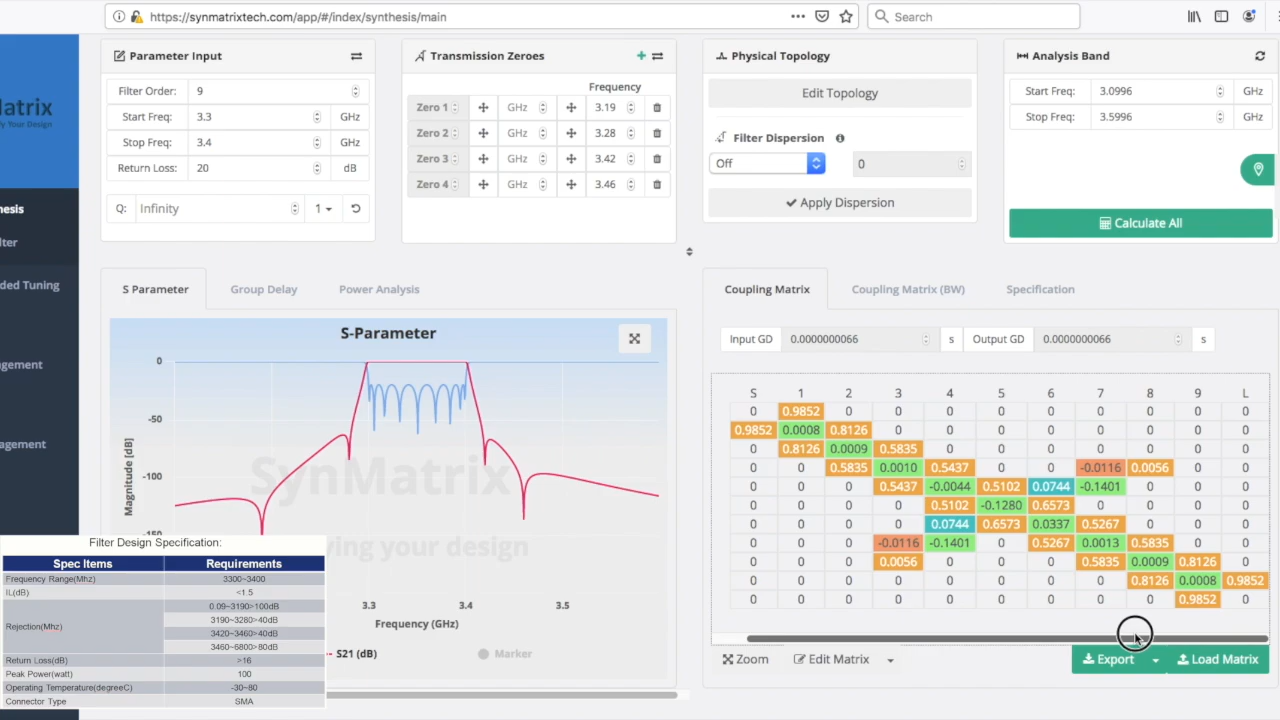 https://synmatrixtech.com/app/#/index/synthesis/main
Search
atrix
y Your Design
hesis
lter
ded Tuning
nagement
nagement
Parameter Input
Filter Order: 9
Start Freq: 3.3 GHz
Stop Freq: 3.4 GHz
Return Loss: 20 dB
Q: Infinity 1
Transmission Zeroes
Frequency
Zero 1 GHz 3.19
Zero 2 GHz 3.28
Zero 3 GHz 3.42
Zero 4 GHz 3.46
Physical Topology
Edit Topology
Filter Dispersion
Off 0
Apply Dispersion
Analysis Band
Start Freq: 3.0996 GHz
Stop Freq: 3.5996 GHz
Calculate All
S Parameter Group Delay Power Analysis
S-Parameter
0
-50
-100
-150
Magnitude [dB]
SynMatrix
ving your design
3.3 3.4 3.5
Frequency (GHz)
S21 (dB) Marker
Filter Design Specification:
Spec Items Requirements
Frequency Range(Mhz) 3300~3400
IL(dB) <1.5
Rejection(Mhz)
0.09~3190>100dB
3190~3280>40dB
3420~3460>40dB
3460~6800>80dB
Return Loss(dB) >16
Peak Power(watt) 100
Operating Temperature(degreeC) -30~80
Connector Type SMA
Coupling Matrix Coupling Matrix (BW) Specification
Input GD 0.0000000066 s Output GD 0.0000000066 s
S 1 2 3 4 5 6 7 8 9 L
0 0.9852 0 0 0 0 0 0 0 0 0
0.9852 0.0008 0.8126 0 0 0 0 0 0 0 0
0 0.8126 0.0009 0.5835 0 0 0 0 0 0 0
0 0 0.5835 0.0010 0.5437 0 0 -0.0116 0.0056 0 0
0 0 0 0.5437 -0.0044 0.5102 0.0744 -0.1401 0 0 0
0 0 0 0 0.5102 -0.1280 0.6573 0 0 0 0
0 0 0 0 0.0744 0.6573 0.0337 0.5267 0 0 0
0 0 0 -0.0116 -0.1401 0 0.5267 0.0013 0.5835 0 0
0 0 0 0.0056 0 0 0 0.5835 0.0009 0.8126 0
0 0 0 0 0 0 0 0 0.8126 0.0008 0.9852
0 0 0 0 0 0 0 0 0 0.9852 0
Zoom Edit Matrix Export Load Matrix